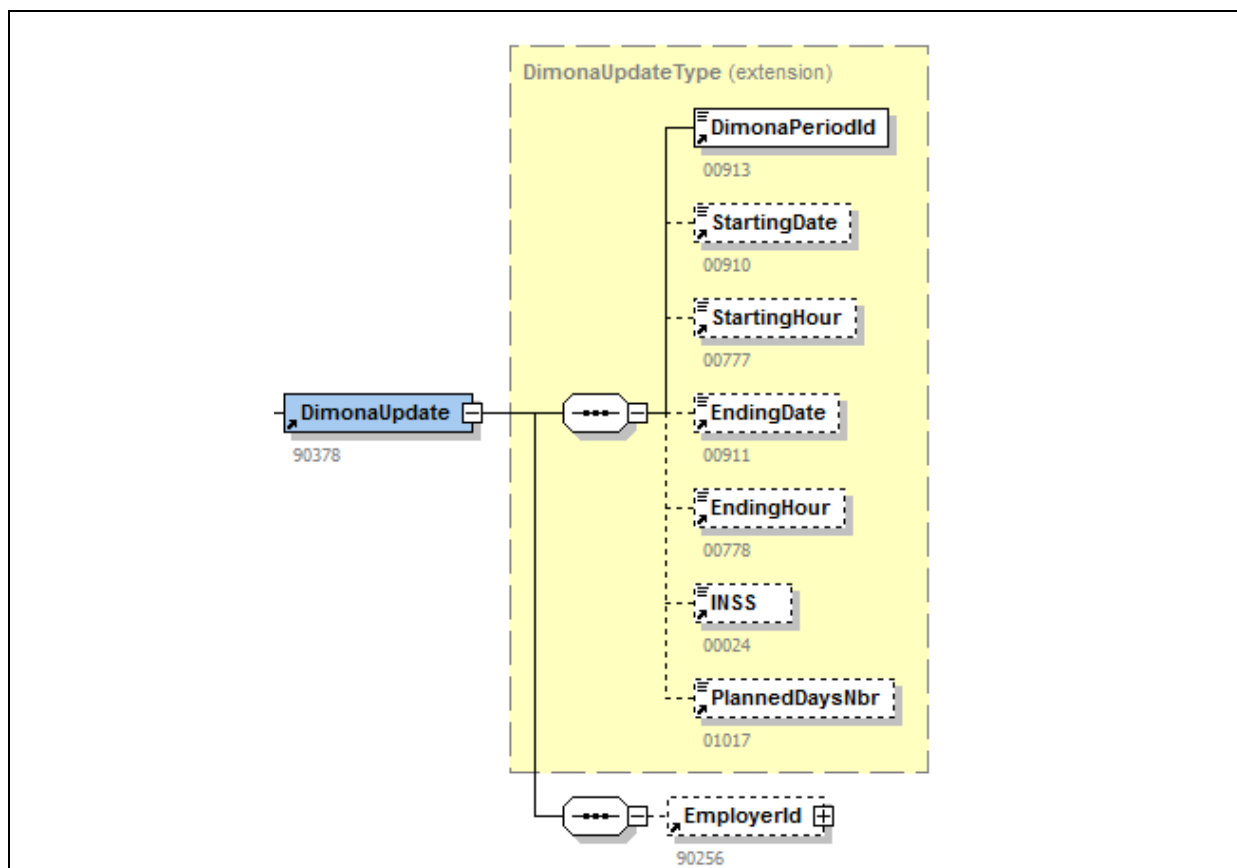 DimonaUpdateType (extension)
DimonaPeriodId
00913
StartingDate
00910
StartingHour
00777
DimonaUpdate
90378
EndingDate
00911
EndingHour
00778
INSS
00024
PlannedDaysNbr
01017
EmployerId
90256